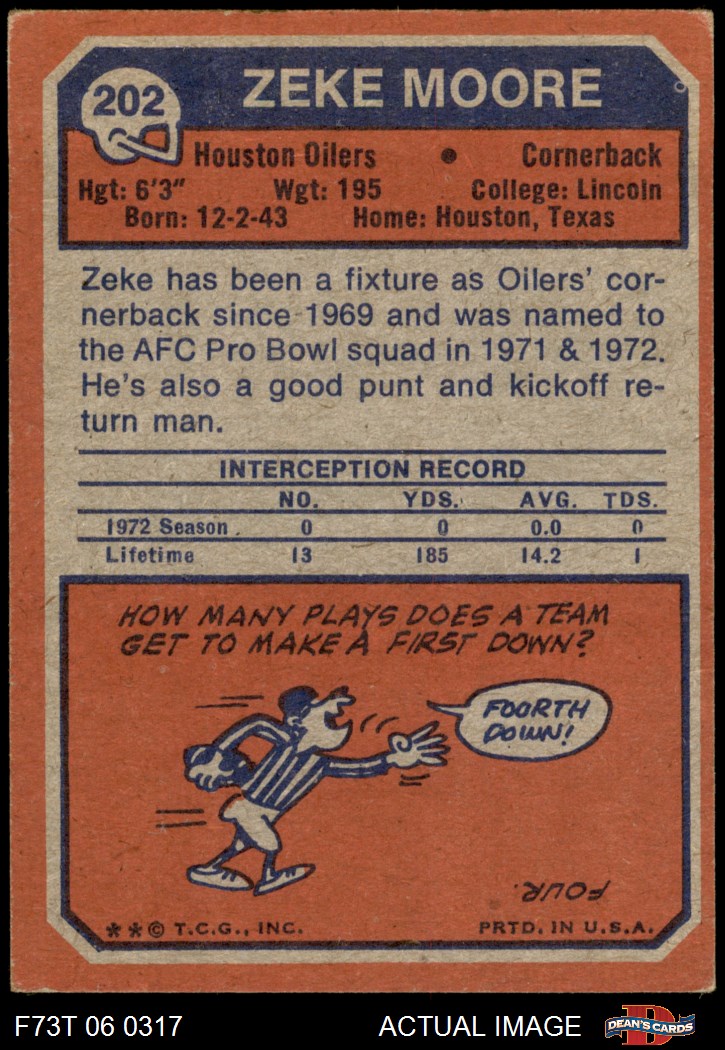 202
ZEKE MOORE
Houston Oilers • Cornerback
Hgt: 6'3" Wgt: 195 College: Lincoln
Born: 12-2-43 Home: Houston, Texas
Zeke has been a fixture as Oilers' cor-
nerback since 1969 and was named to
the AFC Pro Bowl squad in 1971 & 1972.
He's also a good punt and kickoff re-
turn man.
INTERCEPTION RECORD
NO. YDS. AVG. TDS.
1972 Season 0 0 0.0 0
Lifetime 13 185 14.2 1
HOW MANY PLAYS DOES A TEAM
GET TO MAKE A FIRST DOWN?
FOORTH
DOWN!
FOUR.
**© T.C.G., INC. PRTD. IN U.S.A.
F73T 06 0317 ACTUAL IMAGE
D
DEAN'S CARDS